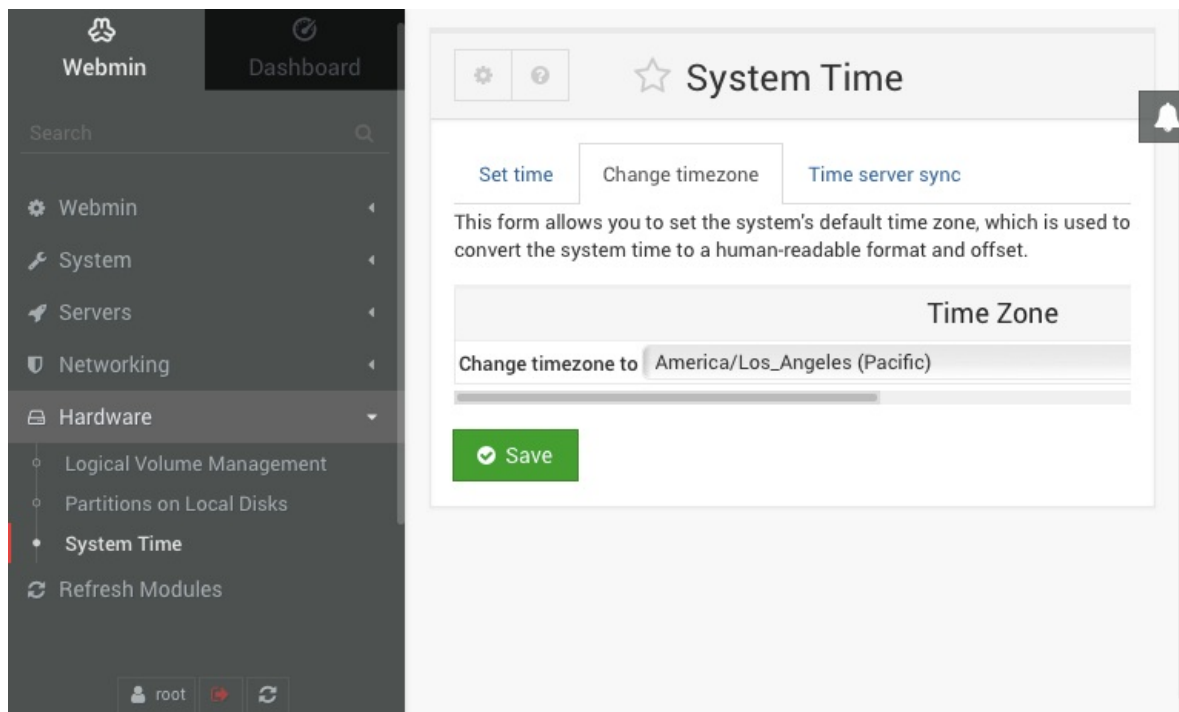 Webmin
Dashboard
Search
Webmin
System
Servers
Networking
Hardware
Logical Volume Management
Partitions on Local Disks
System Time
Refresh Modules
root
System Time
Set time
Change timezone
Time server sync
This form allows you to set the system's default time zone, which is used to
convert the system time to a human-readable format and offset.
Time Zone
Change timezone to America/Los_Angeles (Pacific)
Save